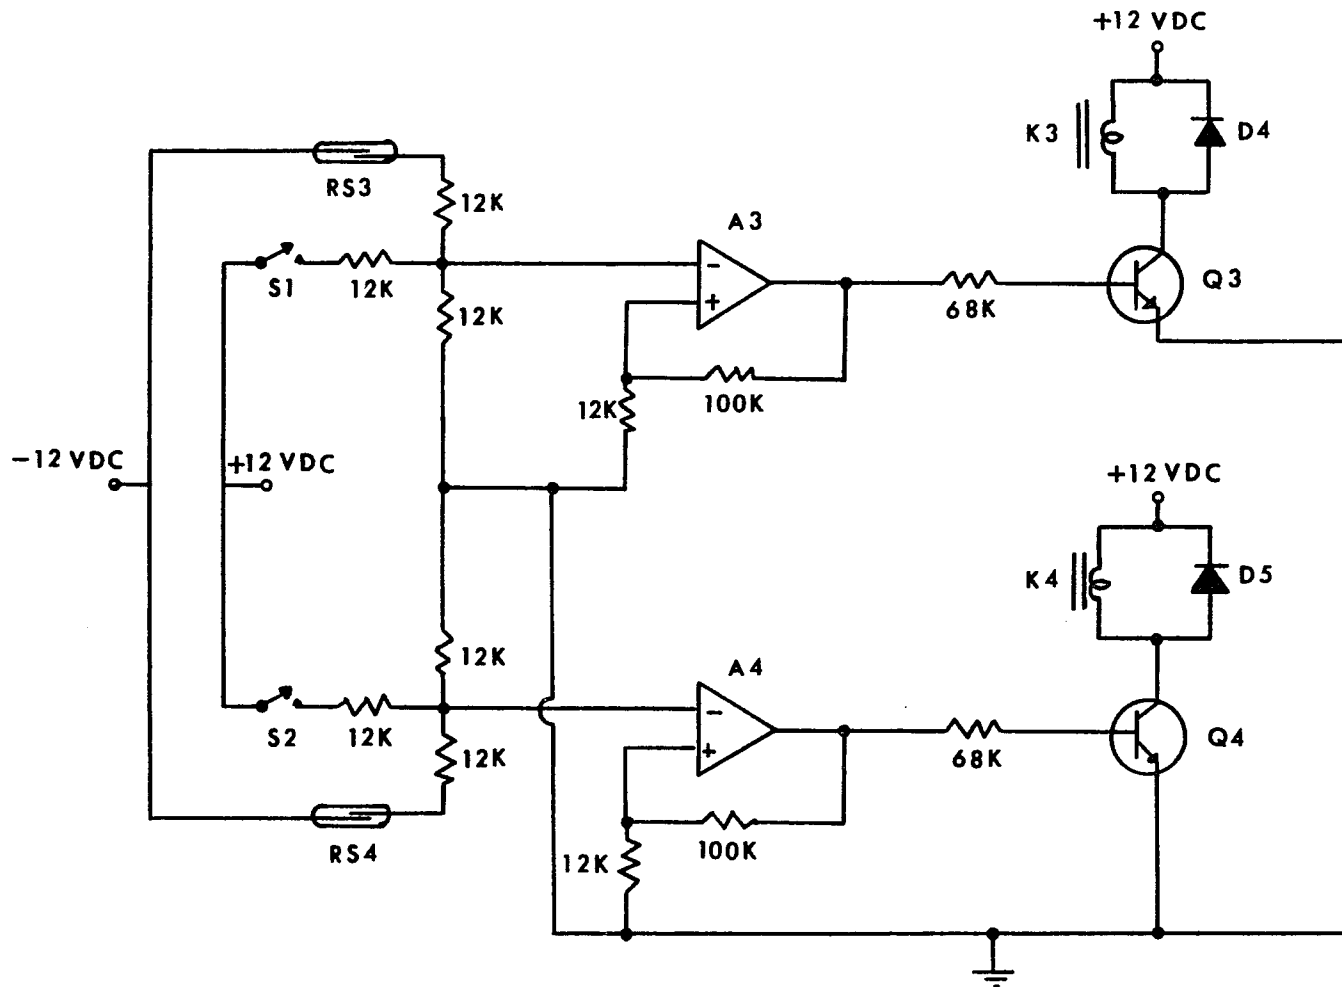 +12 VDC
K3
D4
RS3
12K
A3
S1
12K
12K
-
+
Q3
68K
12K
100K
-12 VDC
+12 VDC
+12 VDC
K4
D5
12K
A4
S2
12K
12K
-
+
68K
Q4
RS4
12K
100K